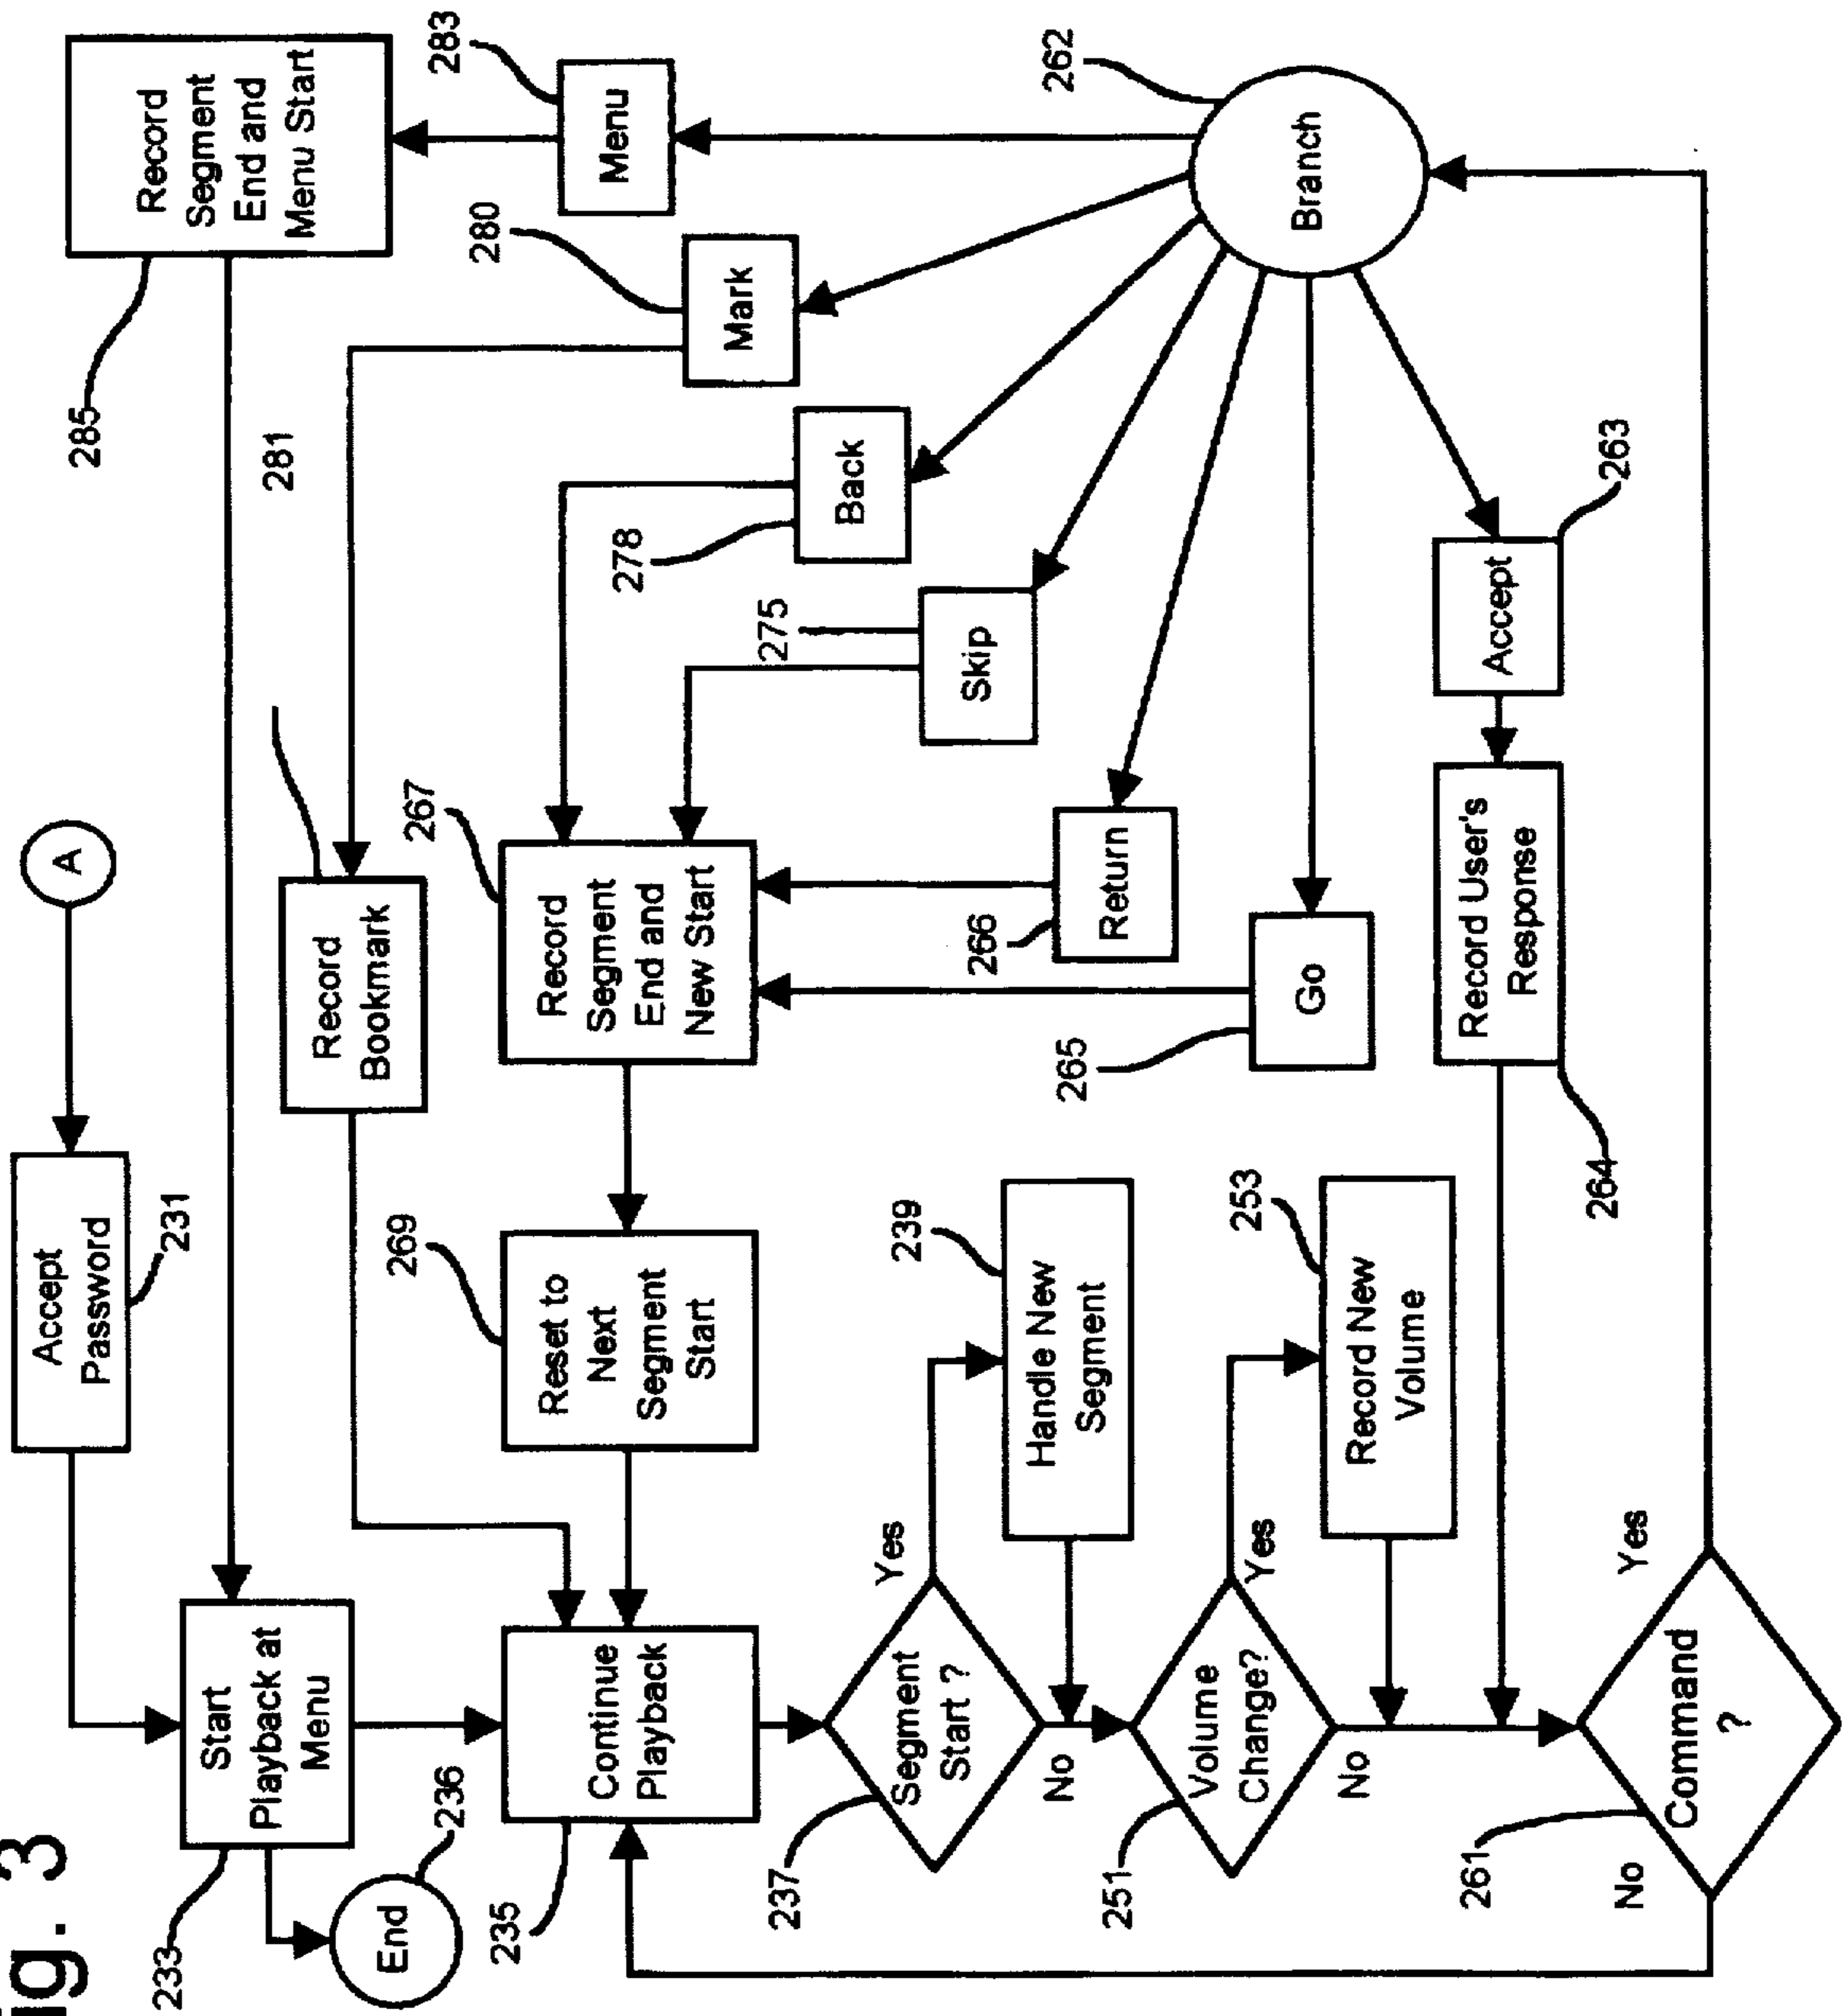 ig. 3
A
Accept
Password
231
Start
Playback at
Menu
233
End
236
Record
Segment
End and
Menu Start
285
Menu
283
Record
Bookmark
281
Mark
280
Continue
Playback
235
Reset to
Next
Segment
Start
269
Record
Segment
End and
New Start
267
Back
278
Skip
275
Return
266
Go
265
Branch
262
Segment
Start ?
237
Yes
No
Handle New
Segment
239
Volume
Change?
251
Yes
No
Record New
Volume
253
Record User's
Response
264
Accept
263
Command
?
261
Yes
No